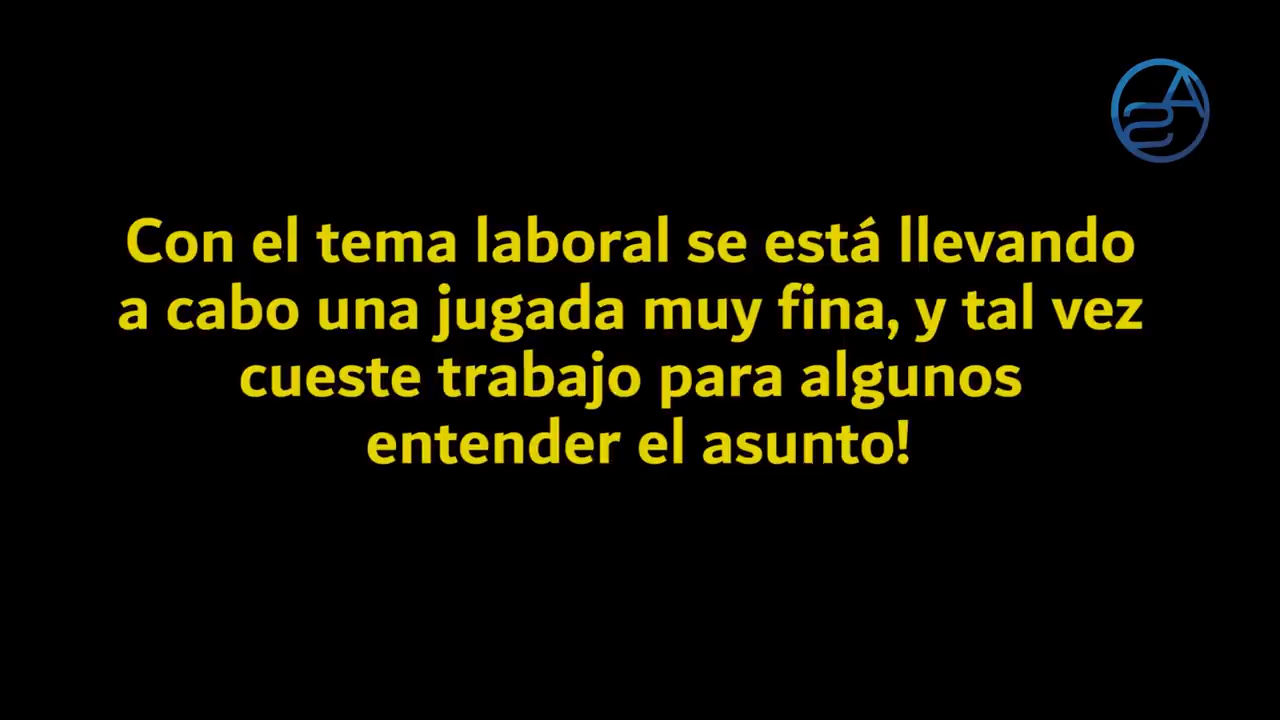 Con el tema laboral se está llevando
a cabo una jugada muy fina, y tal vez
cueste trabajo para algunos
entender el asunto!